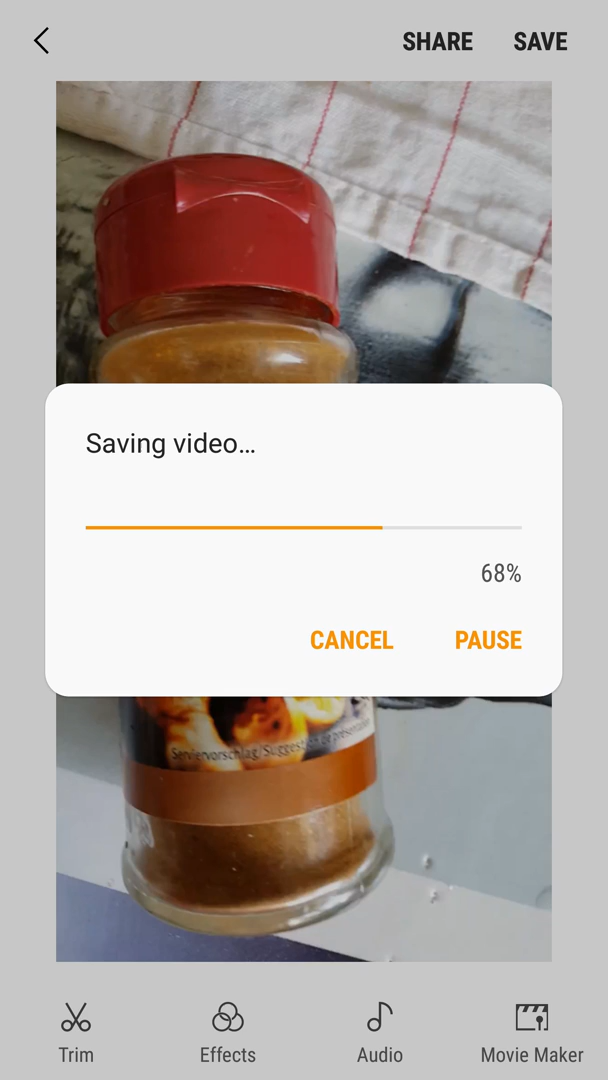 SHARE SAVE
Saving video...
68%
CANCEL PAUSE
Serviervorschlag/Suggestion de présentation
Trim Effects Audio Movie Maker